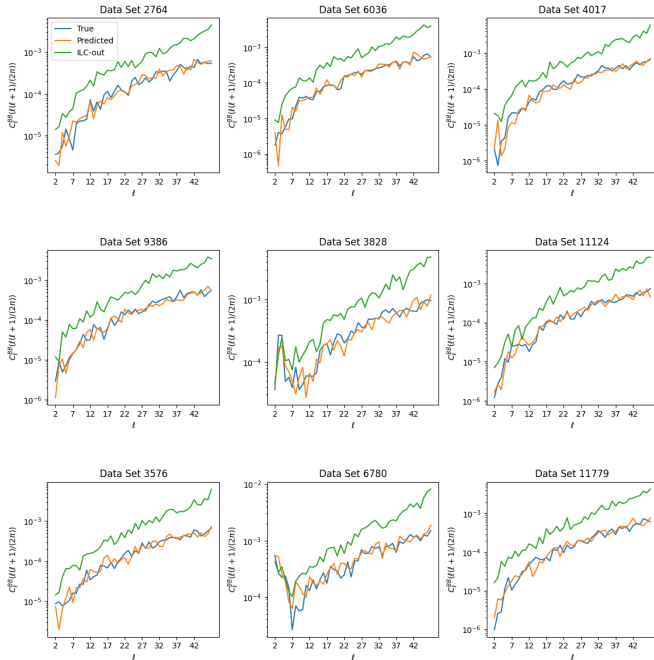 Data Set 2764
Data Set 6036
Data Set 4017
True
Predicted
ILC-out
10⁻³
10⁻⁴
10⁻⁵
2 7 12 17 22 27 32 37 42
ℓ
C_ℓ^{BB}(ℓ(ℓ + 1)/(2π))
10⁻²
10⁻³
10⁻⁴
10⁻⁵
10⁻⁶
2 7 12 17 22 27 32 37 42
ℓ
C_ℓ^{BB}(ℓ(ℓ + 1)/(2π))
10⁻³
10⁻⁴
10⁻⁵
10⁻⁶
2 7 12 17 22 27 32 37 42
ℓ
C_ℓ^{BB}(ℓ(ℓ + 1)/(2π))
Data Set 9386
Data Set 3828
Data Set 11124
10⁻³
10⁻⁴
10⁻⁵
10⁻⁶
2 7 12 17 22 27 32 37 42
ℓ
C_ℓ^{BB}(ℓ(ℓ + 1)/(2π))
10⁻³
10⁻⁴
2 7 12 17 22 27 32 37 42
ℓ
C_ℓ^{BB}(ℓ(ℓ + 1)/(2π))
10⁻³
10⁻⁴
10⁻⁵
10⁻⁶
2 7 12 17 22 27 32 37 42
ℓ
C_ℓ^{BB}(ℓ(ℓ + 1)/(2π))
Data Set 3576
Data Set 6780
Data Set 11779
10⁻³
10⁻⁴
10⁻⁵
2 7 12 17 22 27 32 37 42
ℓ
C_ℓ^{BB}(ℓ(ℓ + 1)/(2π))
10⁻²
10⁻³
10⁻⁴
2 7 12 17 22 27 32 37 42
ℓ
C_ℓ^{BB}(ℓ(ℓ + 1)/(2π))
10⁻³
10⁻⁴
10⁻⁵
10⁻⁶
2 7 12 17 22 27 32 37 42
ℓ
C_ℓ^{BB}(ℓ(ℓ + 1)/(2π))